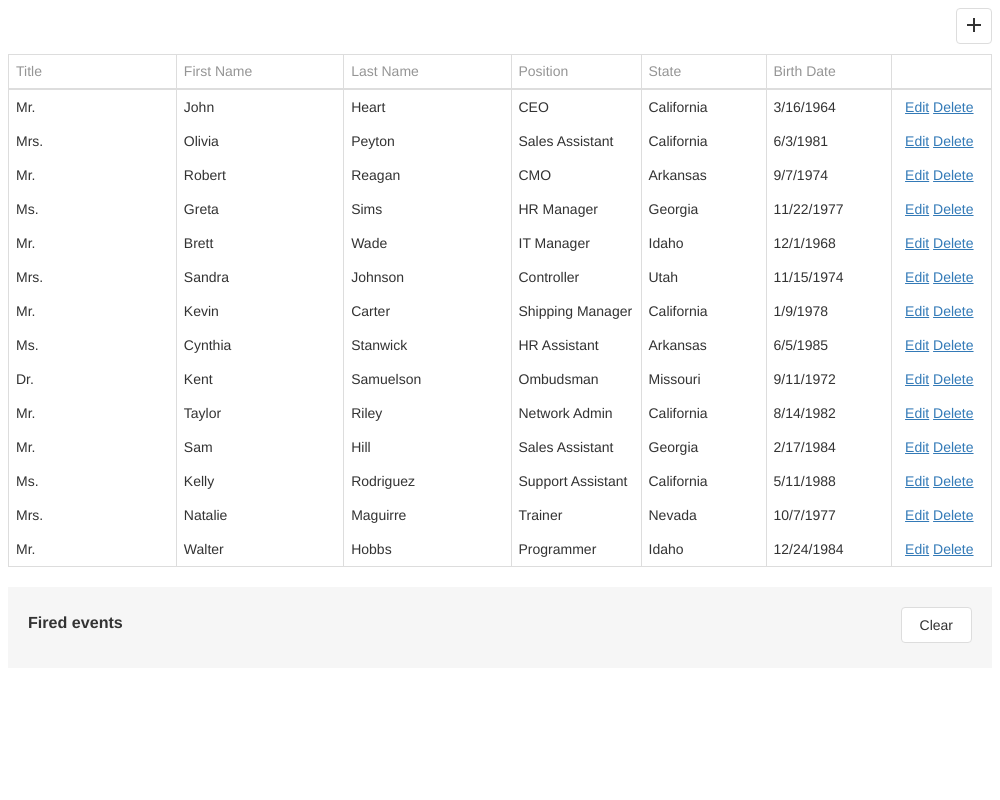 Title First Name Last Name Position State Birth Date
Mr. John Heart CEO California 3/16/1964 Edit Delete
Mrs. Olivia Peyton Sales Assistant California 6/3/1981 Edit Delete
Mr. Robert Reagan CMO Arkansas 9/7/1974 Edit Delete
Ms. Greta Sims HR Manager Georgia 11/22/1977 Edit Delete
Mr. Brett Wade IT Manager Idaho 12/1/1968 Edit Delete
Mrs. Sandra Johnson Controller Utah 11/15/1974 Edit Delete
Mr. Kevin Carter Shipping Manager California 1/9/1978 Edit Delete
Ms. Cynthia Stanwick HR Assistant Arkansas 6/5/1985 Edit Delete
Dr. Kent Samuelson Ombudsman Missouri 9/11/1972 Edit Delete
Mr. Taylor Riley Network Admin California 8/14/1982 Edit Delete
Mr. Sam Hill Sales Assistant Georgia 2/17/1984 Edit Delete
Ms. Kelly Rodriguez Support Assistant California 5/11/1988 Edit Delete
Mrs. Natalie Maguirre Trainer Nevada 10/7/1977 Edit Delete
Mr. Walter Hobbs Programmer Idaho 12/24/1984 Edit Delete
Fired events Clear